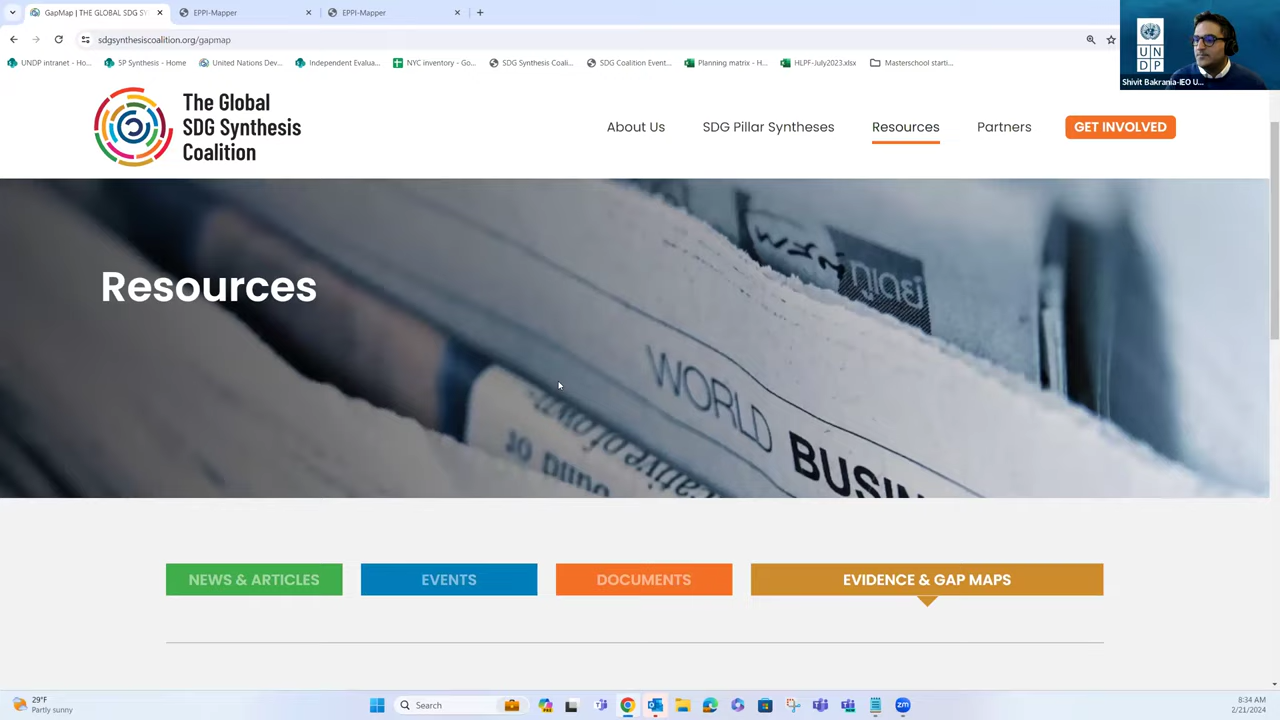 GapMap | THE GLOBAL SDG SY
EPPI-Mapper
EPPI-Mapper
sdgsynthesiscoalition.org/gapmap
UNDP intranet - Ho...
SP Synthesis - Home
United Nations Dev...
Independent Evalua...
NYC inventory - Go...
SDG Synthesis Coali...
SDG Coalition Event...
Planning matrix - H...
HLPF-July2023.xlsx
Masterschool starti...
U N
D P
Shivit Bakrania-IEO U...
The Global
SDG Synthesis
Coalition
About Us
SDG Pillar Syntheses
Resources
Partners
GET INVOLVED
Resources
WORLD
BUSIN
NEWS & ARTICLES
EVENTS
DOCUMENTS
EVIDENCE & GAP MAPS
29°F
Partly sunny
Search
zm
8:34 AM
2/21/2024